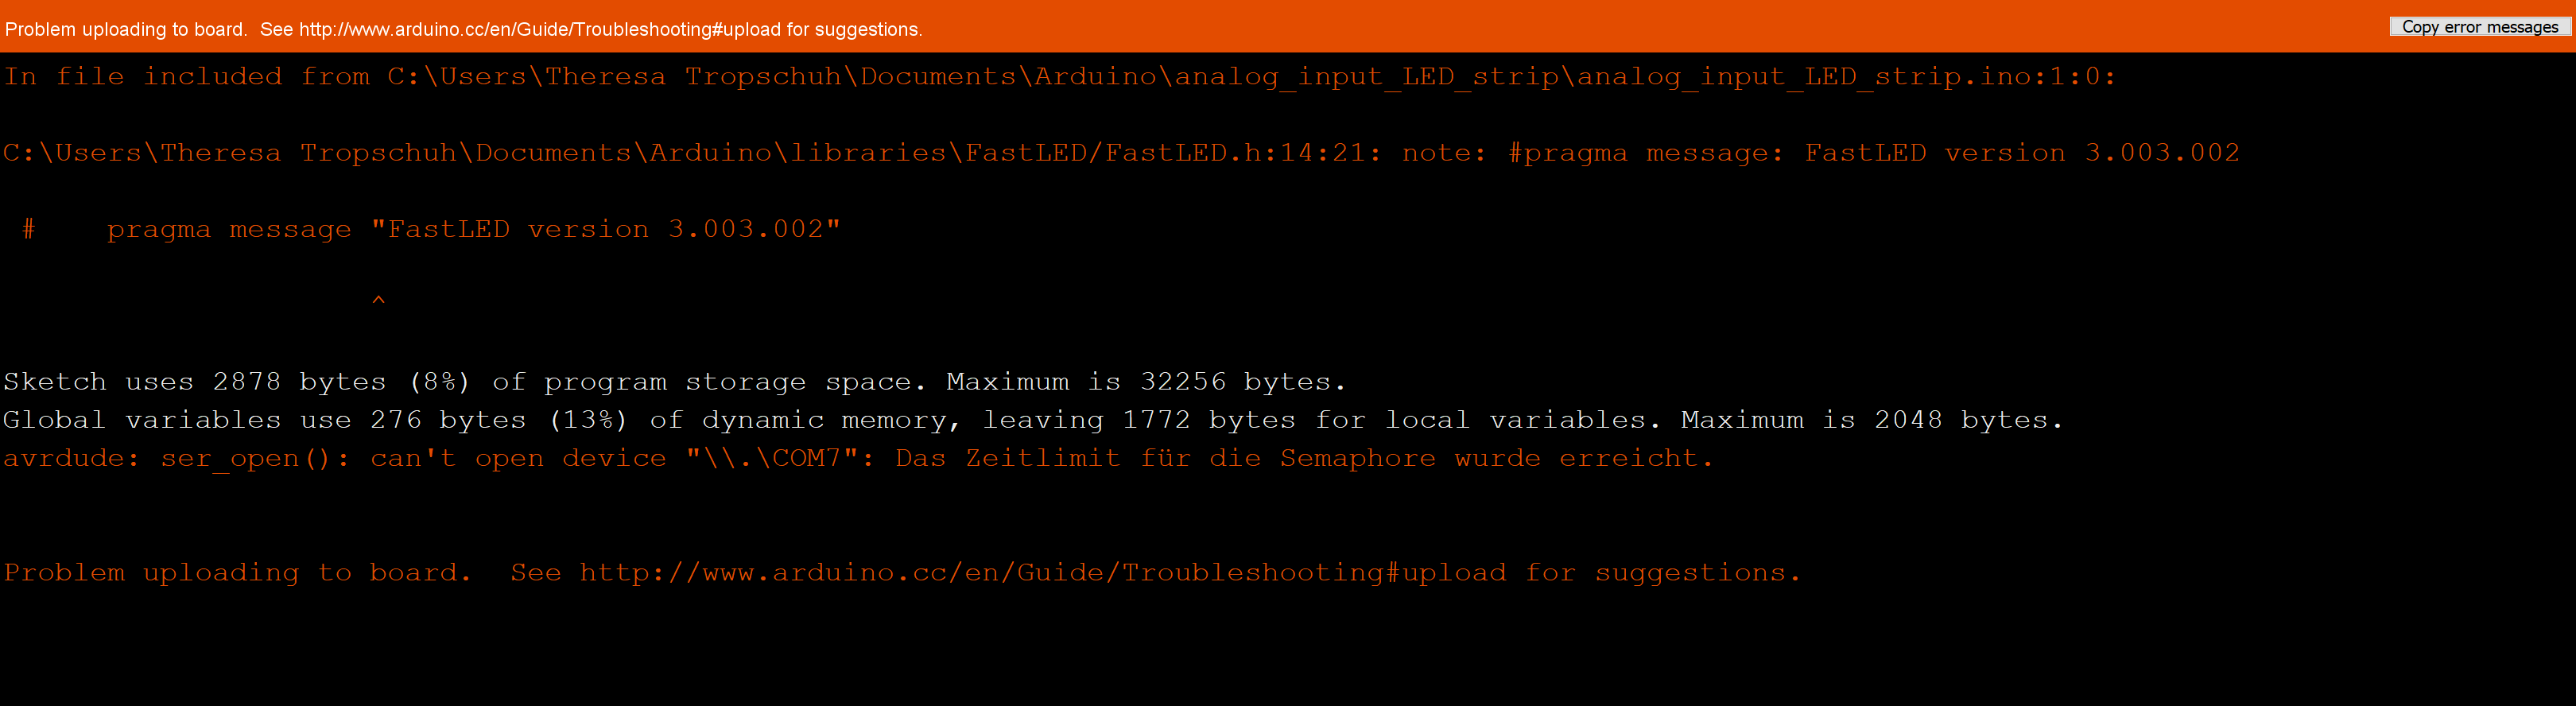 Problem uploading to board.  See http://www.arduino.cc/en/Guide/Troubleshooting#upload for suggestions.
Copy error messages
In file included from C:\Users\Theresa Tropschuh\Documents\Arduino\analog_input_LED_strip\analog_input_LED_strip.ino:1:0:
C:\Users\Theresa Tropschuh\Documents\Arduino\libraries\FastLED/FastLED.h:14:21: note: #pragma message: FastLED version 3.003.002
 #    pragma message "FastLED version 3.003.002"
                     ^
Sketch uses 2878 bytes (8%) of program storage space. Maximum is 32256 bytes.
Global variables use 276 bytes (13%) of dynamic memory, leaving 1772 bytes for local variables. Maximum is 2048 bytes.
avrdude: ser_open(): can't open device "\\.\COM7": Das Zeitlimit für die Semaphore wurde erreicht.
Problem uploading to board.  See http://www.arduino.cc/en/Guide/Troubleshooting#upload for suggestions.